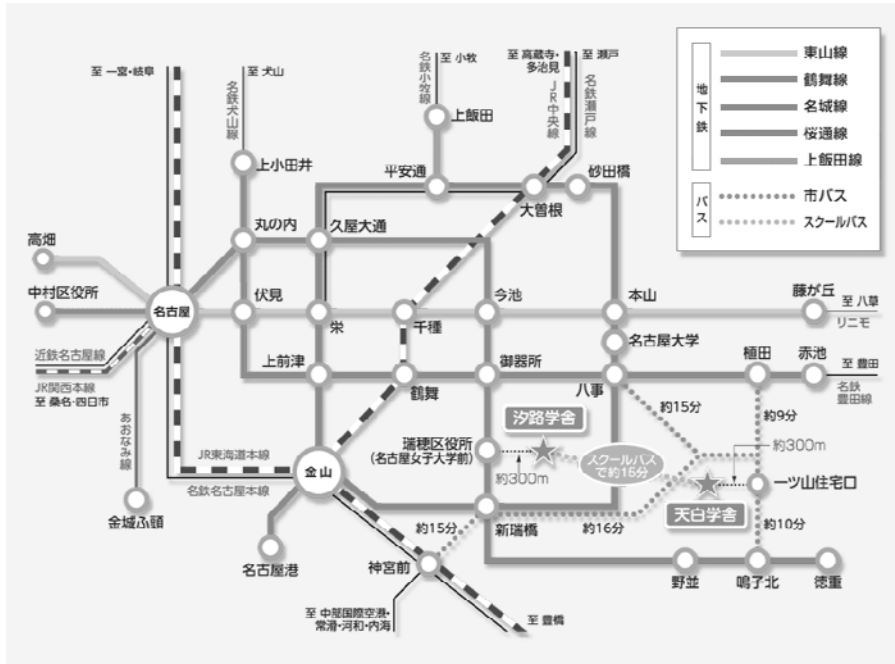 至 一宮・岐阜
至 犬山
名鉄犬山線
至 小牧
名鉄小牧線
至 高蔵寺・
多治見
至 瀬戸
JR中央線
名鉄瀬戸線
地下鉄
東山線
鶴舞線
名城線
桜通線
上飯田線
バス
市バス
スクールバス
上飯田
上小田井
平安通
砂田橋
大曽根
丸の内
久屋大通
高畑
中村区役所
名古屋
伏見
栄
千種
今池
本山
藤が丘
至 八草
リニモ
名古屋大学
近鉄名古屋線
JR関西本線
至 桑名・四日市
上前津
鶴舞
御器所
八事
植田
赤池
至 豊田
名鉄
豊田線
あおなみ線
JR東海道本線
名鉄名古屋本線
金山
瑞穂区役所
(名古屋女子大学前)
汐路学舎
約300m
スクールバス
で約16分
約15分
約9分
約300m
天白学舎
一ツ山住宅口
金城ふ頭
名古屋港
約15分
新瑞橋
約16分
約10分
神宮前
野並
鳴子北
徳重
至 中部国際空港・
常滑・河和・内海
至 豊橋